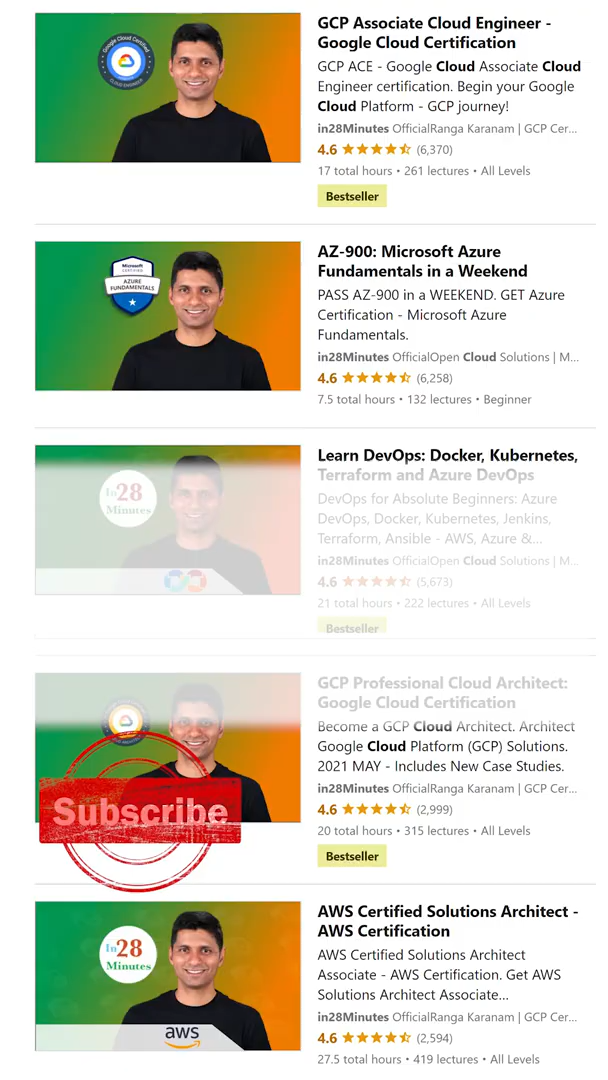 Google Cloud Certified
CLOUD ENGINEER
GCP Associate Cloud Engineer -
Google Cloud Certification
GCP ACE - Google Cloud Associate Cloud
Engineer certification. Begin your Google
Cloud Platform - GCP journey!
in28Minutes OfficialRanga Karanam | GCP Cer...
4.6 (6,370)
17 total hours • 261 lectures • All Levels
Bestseller
Microsoft
CERTIFIED
AZURE
FUNDAMENTALS
AZ-900: Microsoft Azure
Fundamentals in a Weekend
PASS AZ-900 in a WEEKEND. GET Azure
Certification - Microsoft Azure
Fundamentals.
in28Minutes OfficialOpen Cloud Solutions | M...
4.6 (6,258)
7.5 total hours • 132 lectures • Beginner
In 28
Minutes
Learn DevOps: Docker, Kubernetes,
Terraform and Azure DevOps
DevOps for Absolute Beginners: Azure
DevOps, Docker, Kubernetes, Jenkins,
Terraform, Ansible - AWS, Azure &...
in28Minutes OfficialOpen Cloud Solutions | M...
4.6 (5,673)
21 total hours • 222 lectures • All Levels
Bestseller
GCP Professional Cloud Architect:
Google Cloud Certification
Become a GCP Cloud Architect. Architect
Google Cloud Platform (GCP) Solutions.
2021 MAY - Includes New Case Studies.
in28Minutes OfficialRanga Karanam | GCP Cer...
4.6 (2,999)
20 total hours • 315 lectures • All Levels
Bestseller
Subscribe
In 28
Minutes
aws
AWS Certified Solutions Architect -
AWS Certification
AWS Certified Solutions Architect
Associate - AWS Certification. Get AWS
Solutions Architect Associate...
in28Minutes OfficialRanga Karanam | GCP Cer...
4.6 (2,594)
27.5 total hours • 419 lectures • All Levels